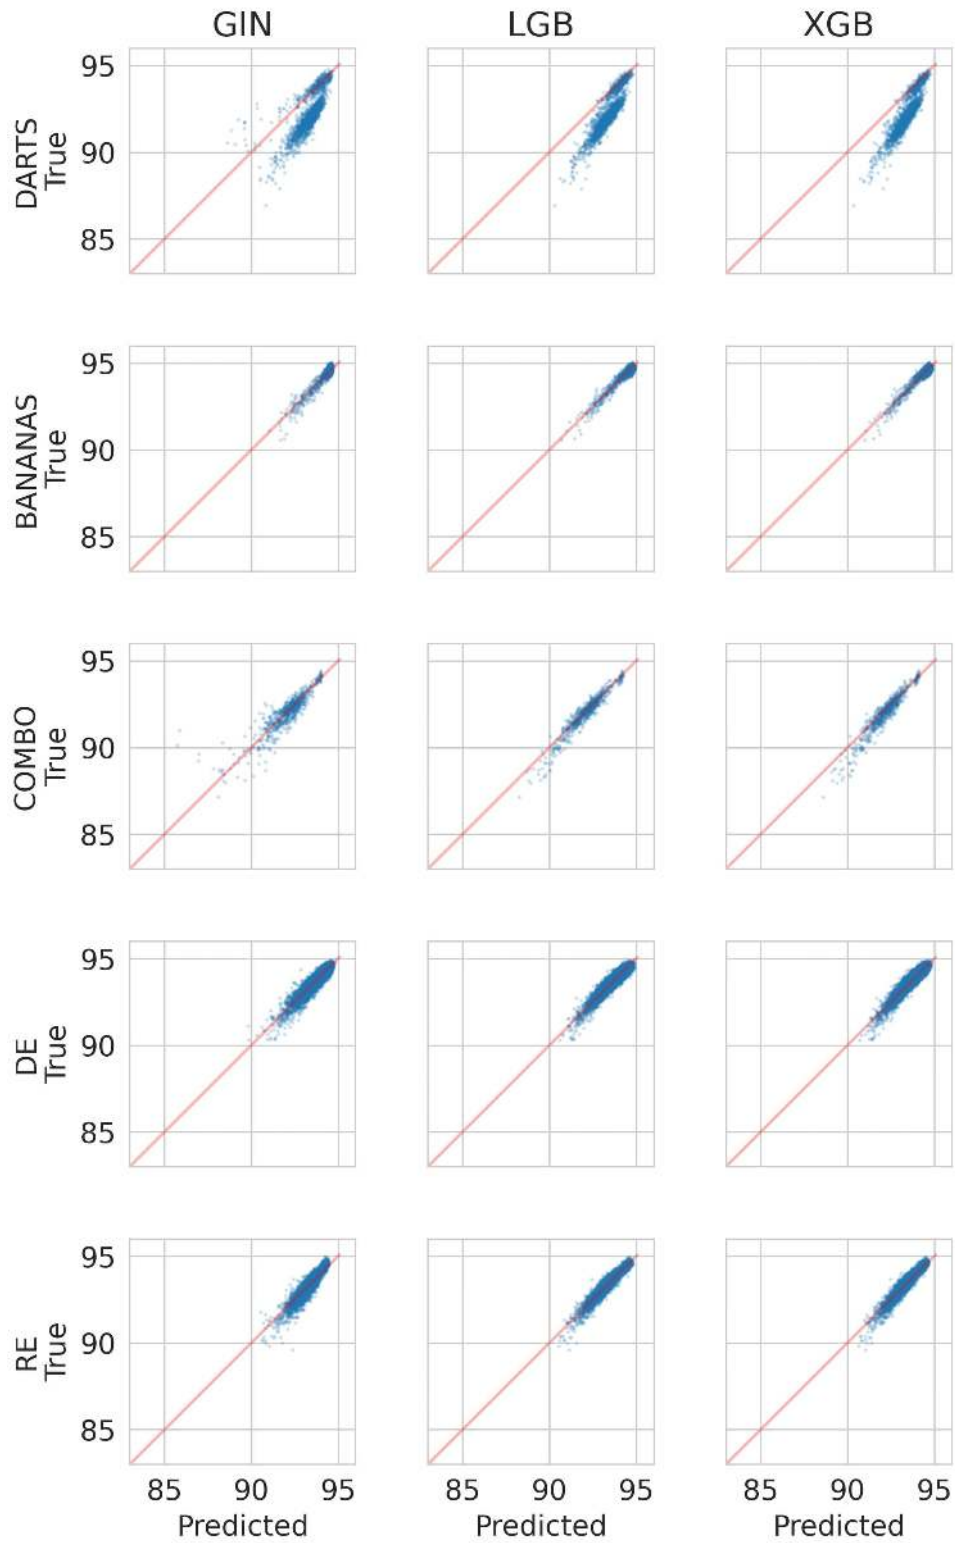 GIN LGB XGB
DARTS
True
95
90
85
BANANAS
True
95
90
85
COMBO
True
95
90
85
DE
True
95
90
85
RE
True
95
90
85
85 90 95 85 90 95 85 90 95
Predicted Predicted Predicted